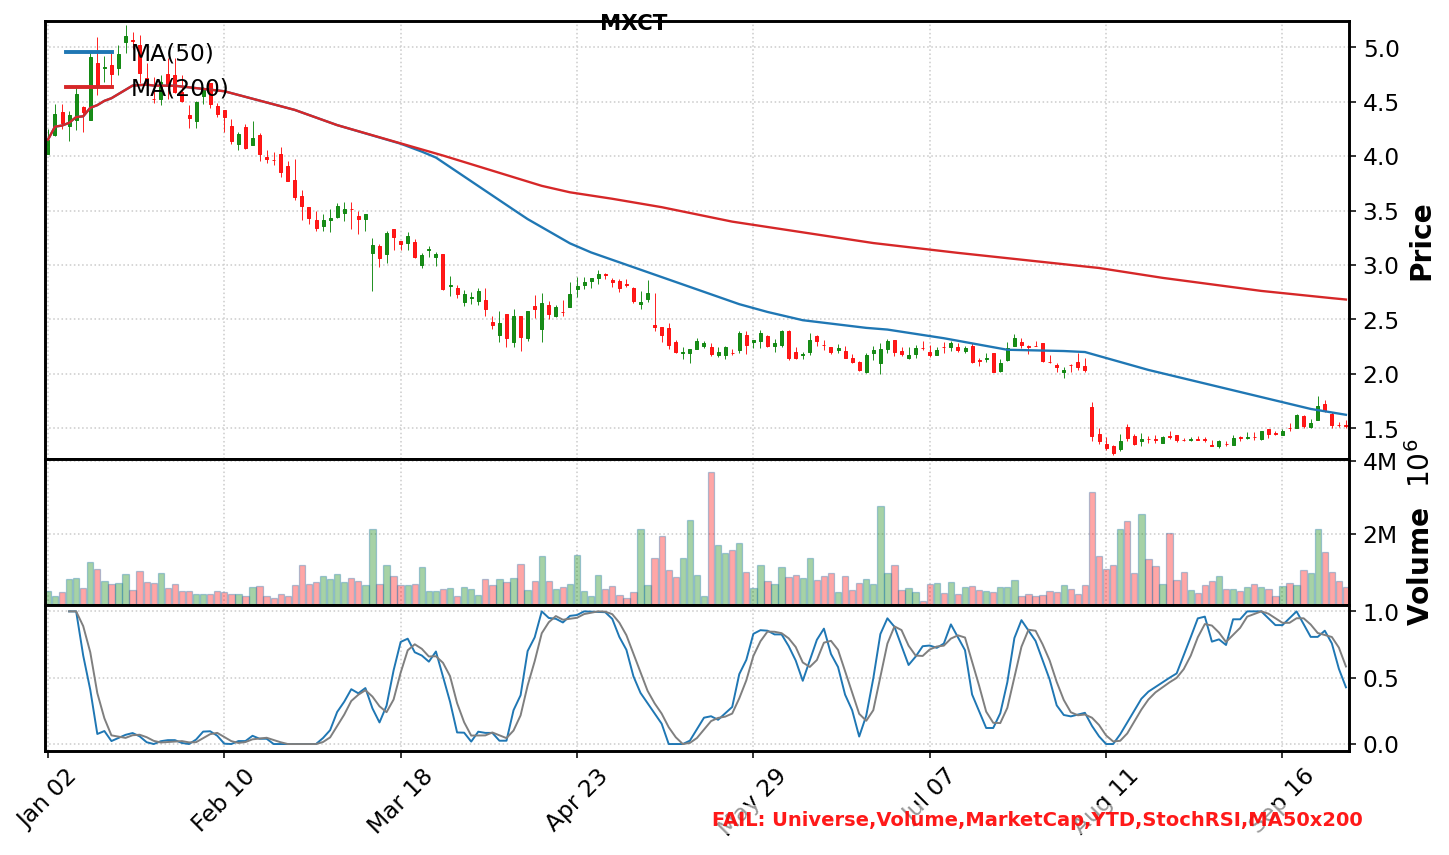 MXCT
MA(50)
MA(200)
5.0
4.5
4.0
3.5
3.0
2.5
2.0
1.5
Price
4M
2M
Volume 10⁶
1.0
0.5
0.0
Jan 02
Feb 10
Mar 18
Apr 23
May 29
Jul 07
Aug 11
Sep 16
FAIL: Universe,Volume,MarketCap,YTD,StochRSI,MA50x200